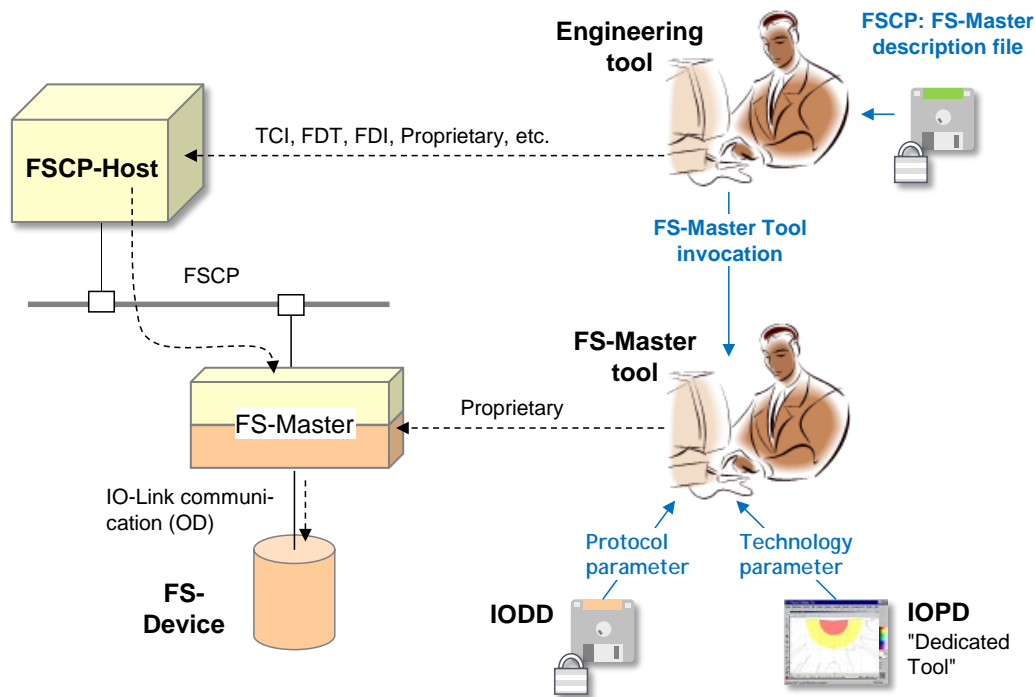 Engineering
tool
FSCP: FS-Master
description file
TCI, FDT, FDI, Proprietary, etc.
FSCP-Host
FS-Master Tool
invocation
FSCP
FS-Master
tool
Proprietary
FS-Master
IO-Link communi-
cation (OD)
Protocol
parameter
Technology
parameter
FS-
Device
IODD
IOPD
"Dedicated
Tool"